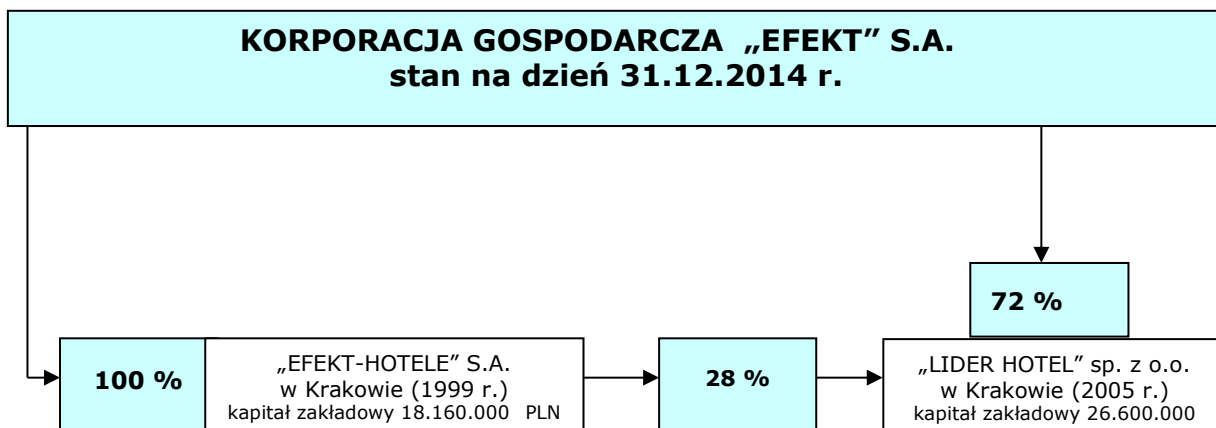 KORPORACJA GOSPODARCZA „EFEKT” S.A.
stan na dzień 31.12.2014 r.
72 %
100 %
„EFEKT-HOTELE” S.A.
w Krakowie (1999 r.)
kapitał zakładowy 18.160.000 PLN
28 %
„LIDER HOTEL” sp. z o.o.
w Krakowie (2005 r.)
kapitał zakładowy 26.600.000